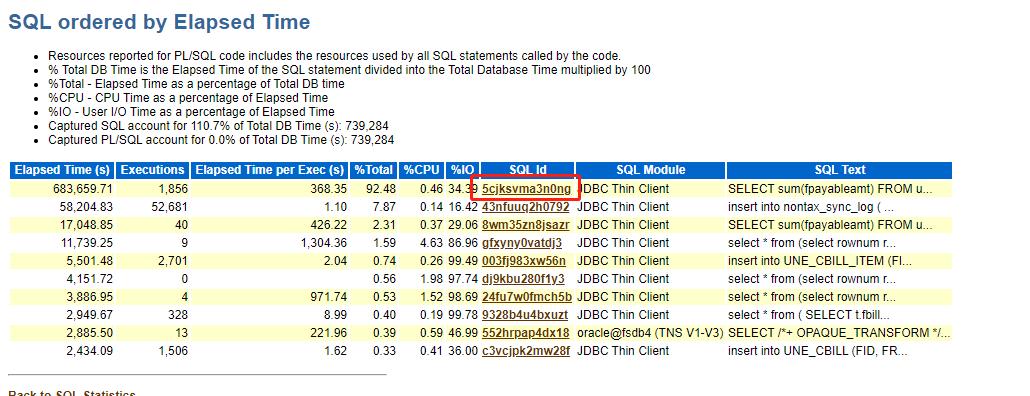 SQL ordered by Elapsed Time
Resources reported for PL/SQL code includes the resources used by all SQL statements called by the code.
% Total DB Time is the Elapsed Time of the SQL statement divided into the Total Database Time multiplied by 100
%Total - Elapsed Time as a percentage of Total DB time
%CPU - CPU Time as a percentage of Elapsed Time
%IO - User I/O Time as a percentage of Elapsed Time
Captured SQL account for 110.7% of Total DB Time (s): 739,284
Captured PL/SQL account for 0.0% of Total DB Time (s): 739,284
Elapsed Time (s) Executions Elapsed Time per Exec (s) %Total %CPU %IO SQL Id SQL Module SQL Text
683,659.71 1,856 368.35 92.48 0.46 34.39 5cjksvma3n0ng JDBC Thin Client SELECT sum(fpayableamt) FROM u...
58,204.83 52,681 1.10 7.87 0.14 16.42 43nfuuq2h0792 JDBC Thin Client insert into nontax_sync_log ( ...
17,048.85 40 426.22 2.31 0.37 29.06 8wm35zn8jsazr JDBC Thin Client SELECT sum(fpayableamt) FROM u...
11,739.25 9 1,304.36 1.59 4.63 86.96 gfxyny0vatdj3 JDBC Thin Client select * from (select rownum r...
5,501.48 2,701 2.04 0.74 0.26 99.49 003fj983xw56n JDBC Thin Client insert into UNE_CBILL_ITEM (FI...
4,151.72 0 0.56 1.98 97.74 dj9kbu280f1y3 JDBC Thin Client select * from (select rownum r...
3,886.95 4 971.74 0.53 1.52 98.69 24fu7w0fmch5b JDBC Thin Client select * from (select rownum r...
2,949.67 328 8.99 0.40 0.19 99.78 9328b4u4bxuzt JDBC Thin Client select * from ( SELECT t.fbill...
2,885.50 13 221.96 0.39 0.59 46.99 552hrpap4dx18 oracle@fsdb4 (TNS V1-V3) SELECT /*+ OPAQUE_TRANSFORM */...
2,434.09 1,506 1.62 0.33 0.41 36.00 c3vcjpk2mw28f JDBC Thin Client insert into UNE_CBILL (FID, FR...
Back to SQL Statistics